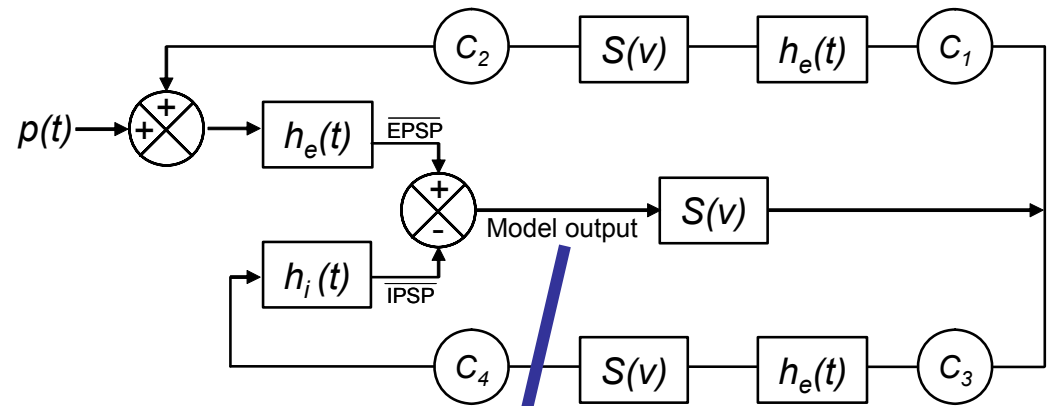 C₂ S(v) hₑ(t) C₁
+
p(t) + hₑ(t) EPSP
+
Model output S(v)
-
hᵢ(t) IPSP
C₄ S(v) hₑ(t) C₃